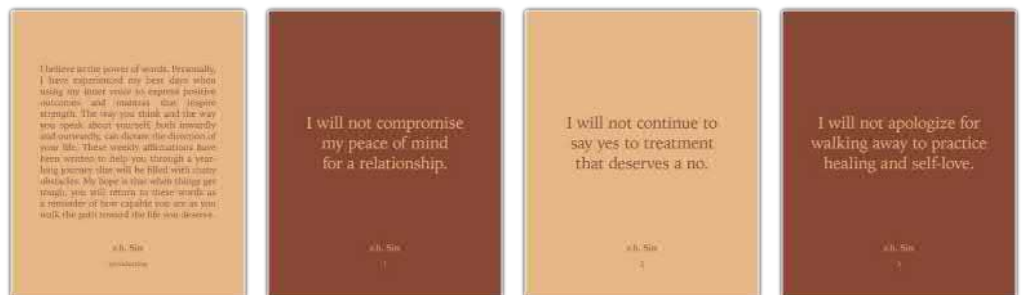 I believe in the power of words. Personally,
I have experienced my best days when
using my inner voice to express positive
outcomes and mantras that inspire
strength. The way you think and the way
you speak about yourself, both inwardly
and outwardly, can dictate the direction of
your life. These weekly affirmations have
been written to help you through a year-
long journey that will be filled with many
obstacles. My hope is that when things get
tough, you will return to these words as
a reminder of how capable you are as you
walk the path toward the life you deserve.
r.h. Sin
introduction
I will not compromise
my peace of mind
for a relationship.
r.h. Sin
1
I will not continue to
say yes to treatment
that deserves a no.
r.h. Sin
2
I will not apologize for
walking away to practice
healing and self-love.
r.h. Sin
3